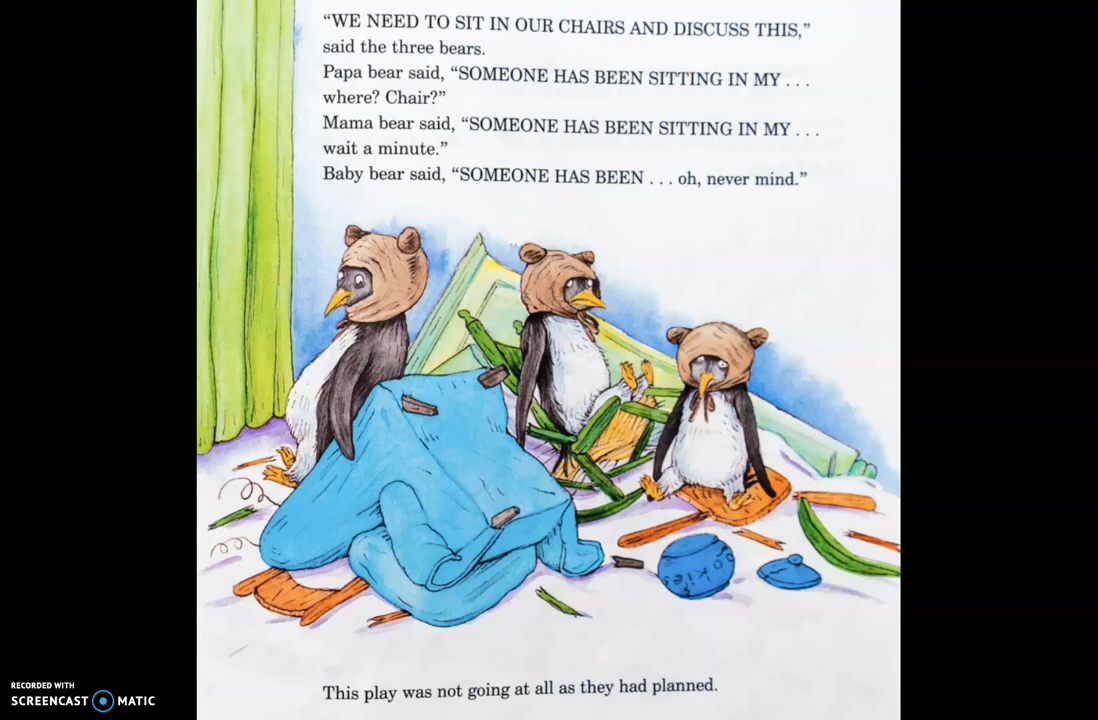 “WE NEED TO SIT IN OUR CHAIRS AND DISCUSS THIS,”
said the three bears.
Papa bear said, “SOMEONE HAS BEEN SITTING IN MY . . .
where? Chair?”
Mama bear said, “SOMEONE HAS BEEN SITTING IN MY . . .
wait a minute.”
Baby bear said, “SOMEONE HAS BEEN . . . oh, never mind.”
This play was not going at all as they had planned.
RECORDED WITH
SCREENCAST MATIC